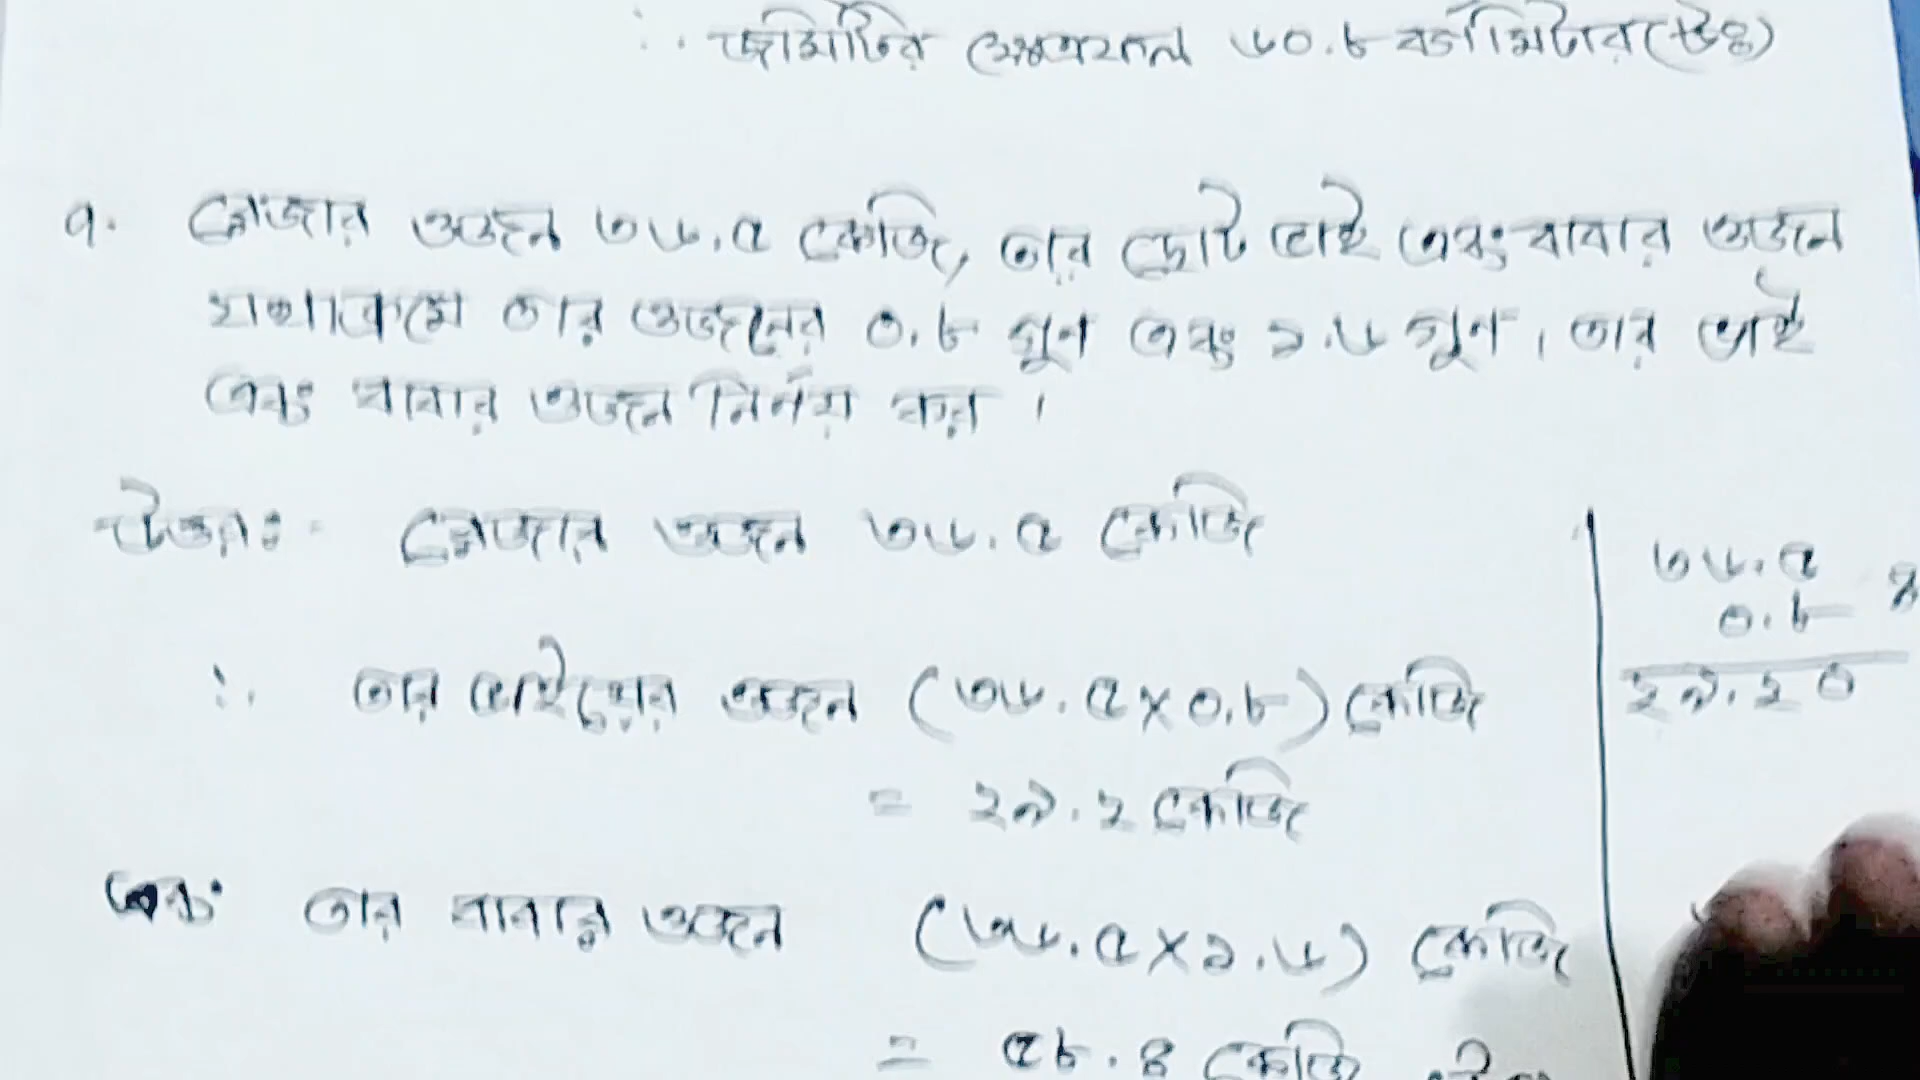 ∴ জমিটির ক্ষেত্রফল ৬০.৮ বর্গমিটার (উঃ)
৭. রেজার ওজন ৩৬.৫ কেজি, তার ছোট ভাই এবং বাবার ওজন
যথাক্রমে তার ওজনের ০.৮ গুণ এবং ১.৬ গুণ। তার ভাই
এবং বাবার ওজন নির্ণয় কর।
উত্তরঃ- রেজার ওজন ৩৬.৫ কেজি
∴ তার ভাইয়ের ওজন (৩৬.৫×০.৮) কেজি
= ২৯.২ কেজি
এবং তার বাবার ওজন (৩৬.৫×১.৬) কেজি
= ৫৮.৪ কেজি
৩৬.৫ ৪
০.৮
২৯.২০